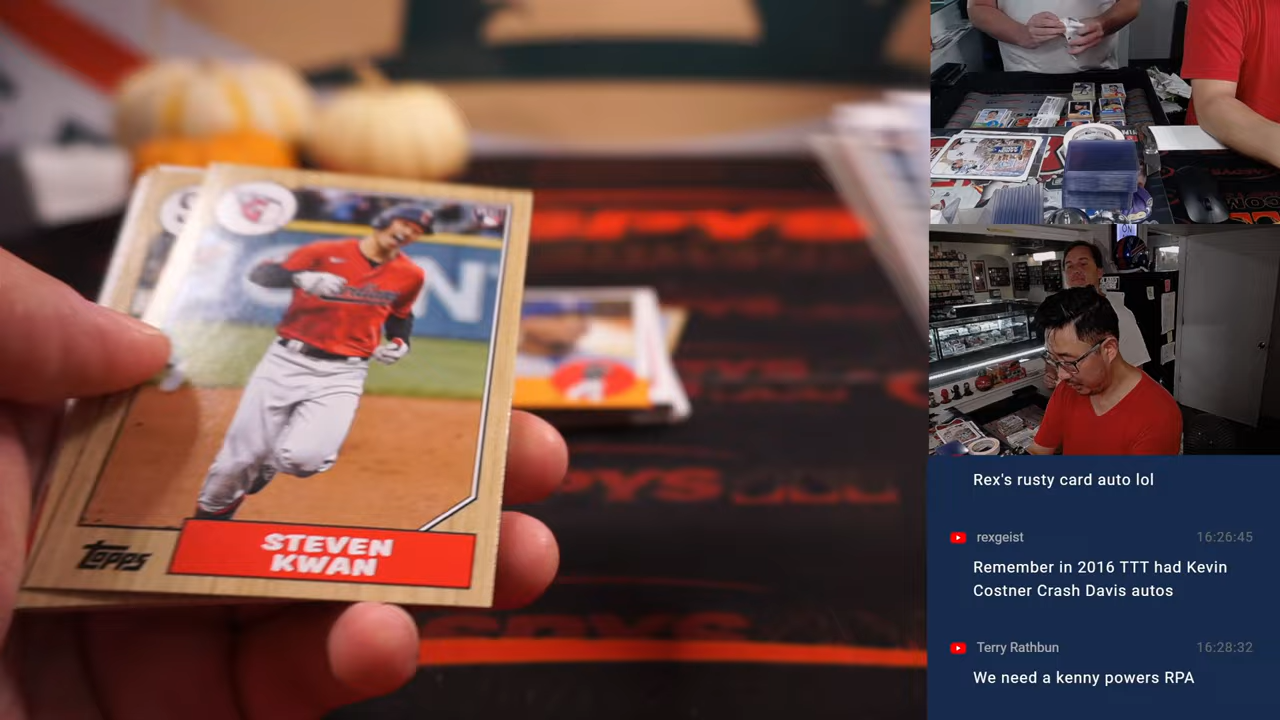 STEVEN
KWAN
Topps
Rex's rusty card auto lol
rexgeist 16:26:45
Remember in 2016 TTT had Kevin
Costner Crash Davis autos
Terry Rathbun 16:28:32
We need a kenny powers RPA